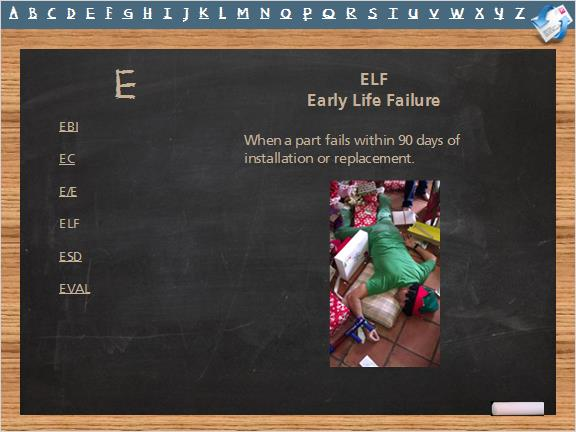 A B C D E F G H I J K L M N O P Q R S T U V W X Y Z
E
EBI
EC
E/E
ELF
ESD
EVAL
ELF
Early Life Failure
When a part fails within 90 days of
installation or replacement.